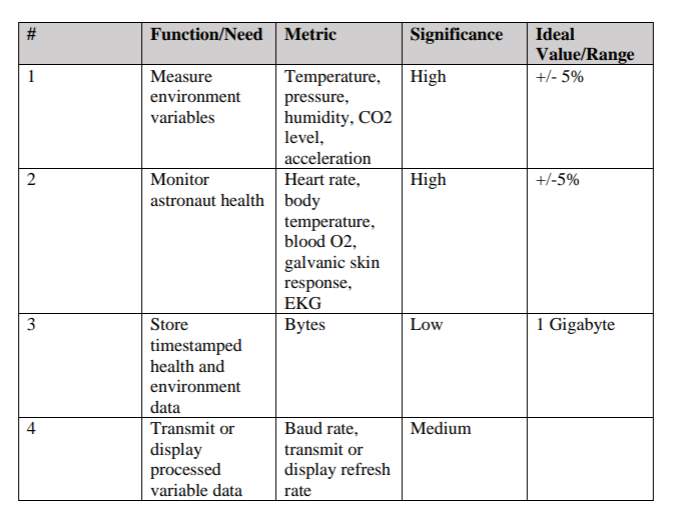 # Function/Need Metric Significance Ideal
Value/Range
1 Measure Temperature, High +/- 5%
environment pressure,
variables humidity, CO2
level,
acceleration
2 Monitor Heart rate, High +/-5%
astronaut health body
temperature,
blood O2,
galvanic skin
response,
EKG
3 Store Bytes Low 1 Gigabyte
timestamped
health and
environment
data
4 Transmit or Baud rate, Medium
display transmit or
processed display refresh
variable data rate